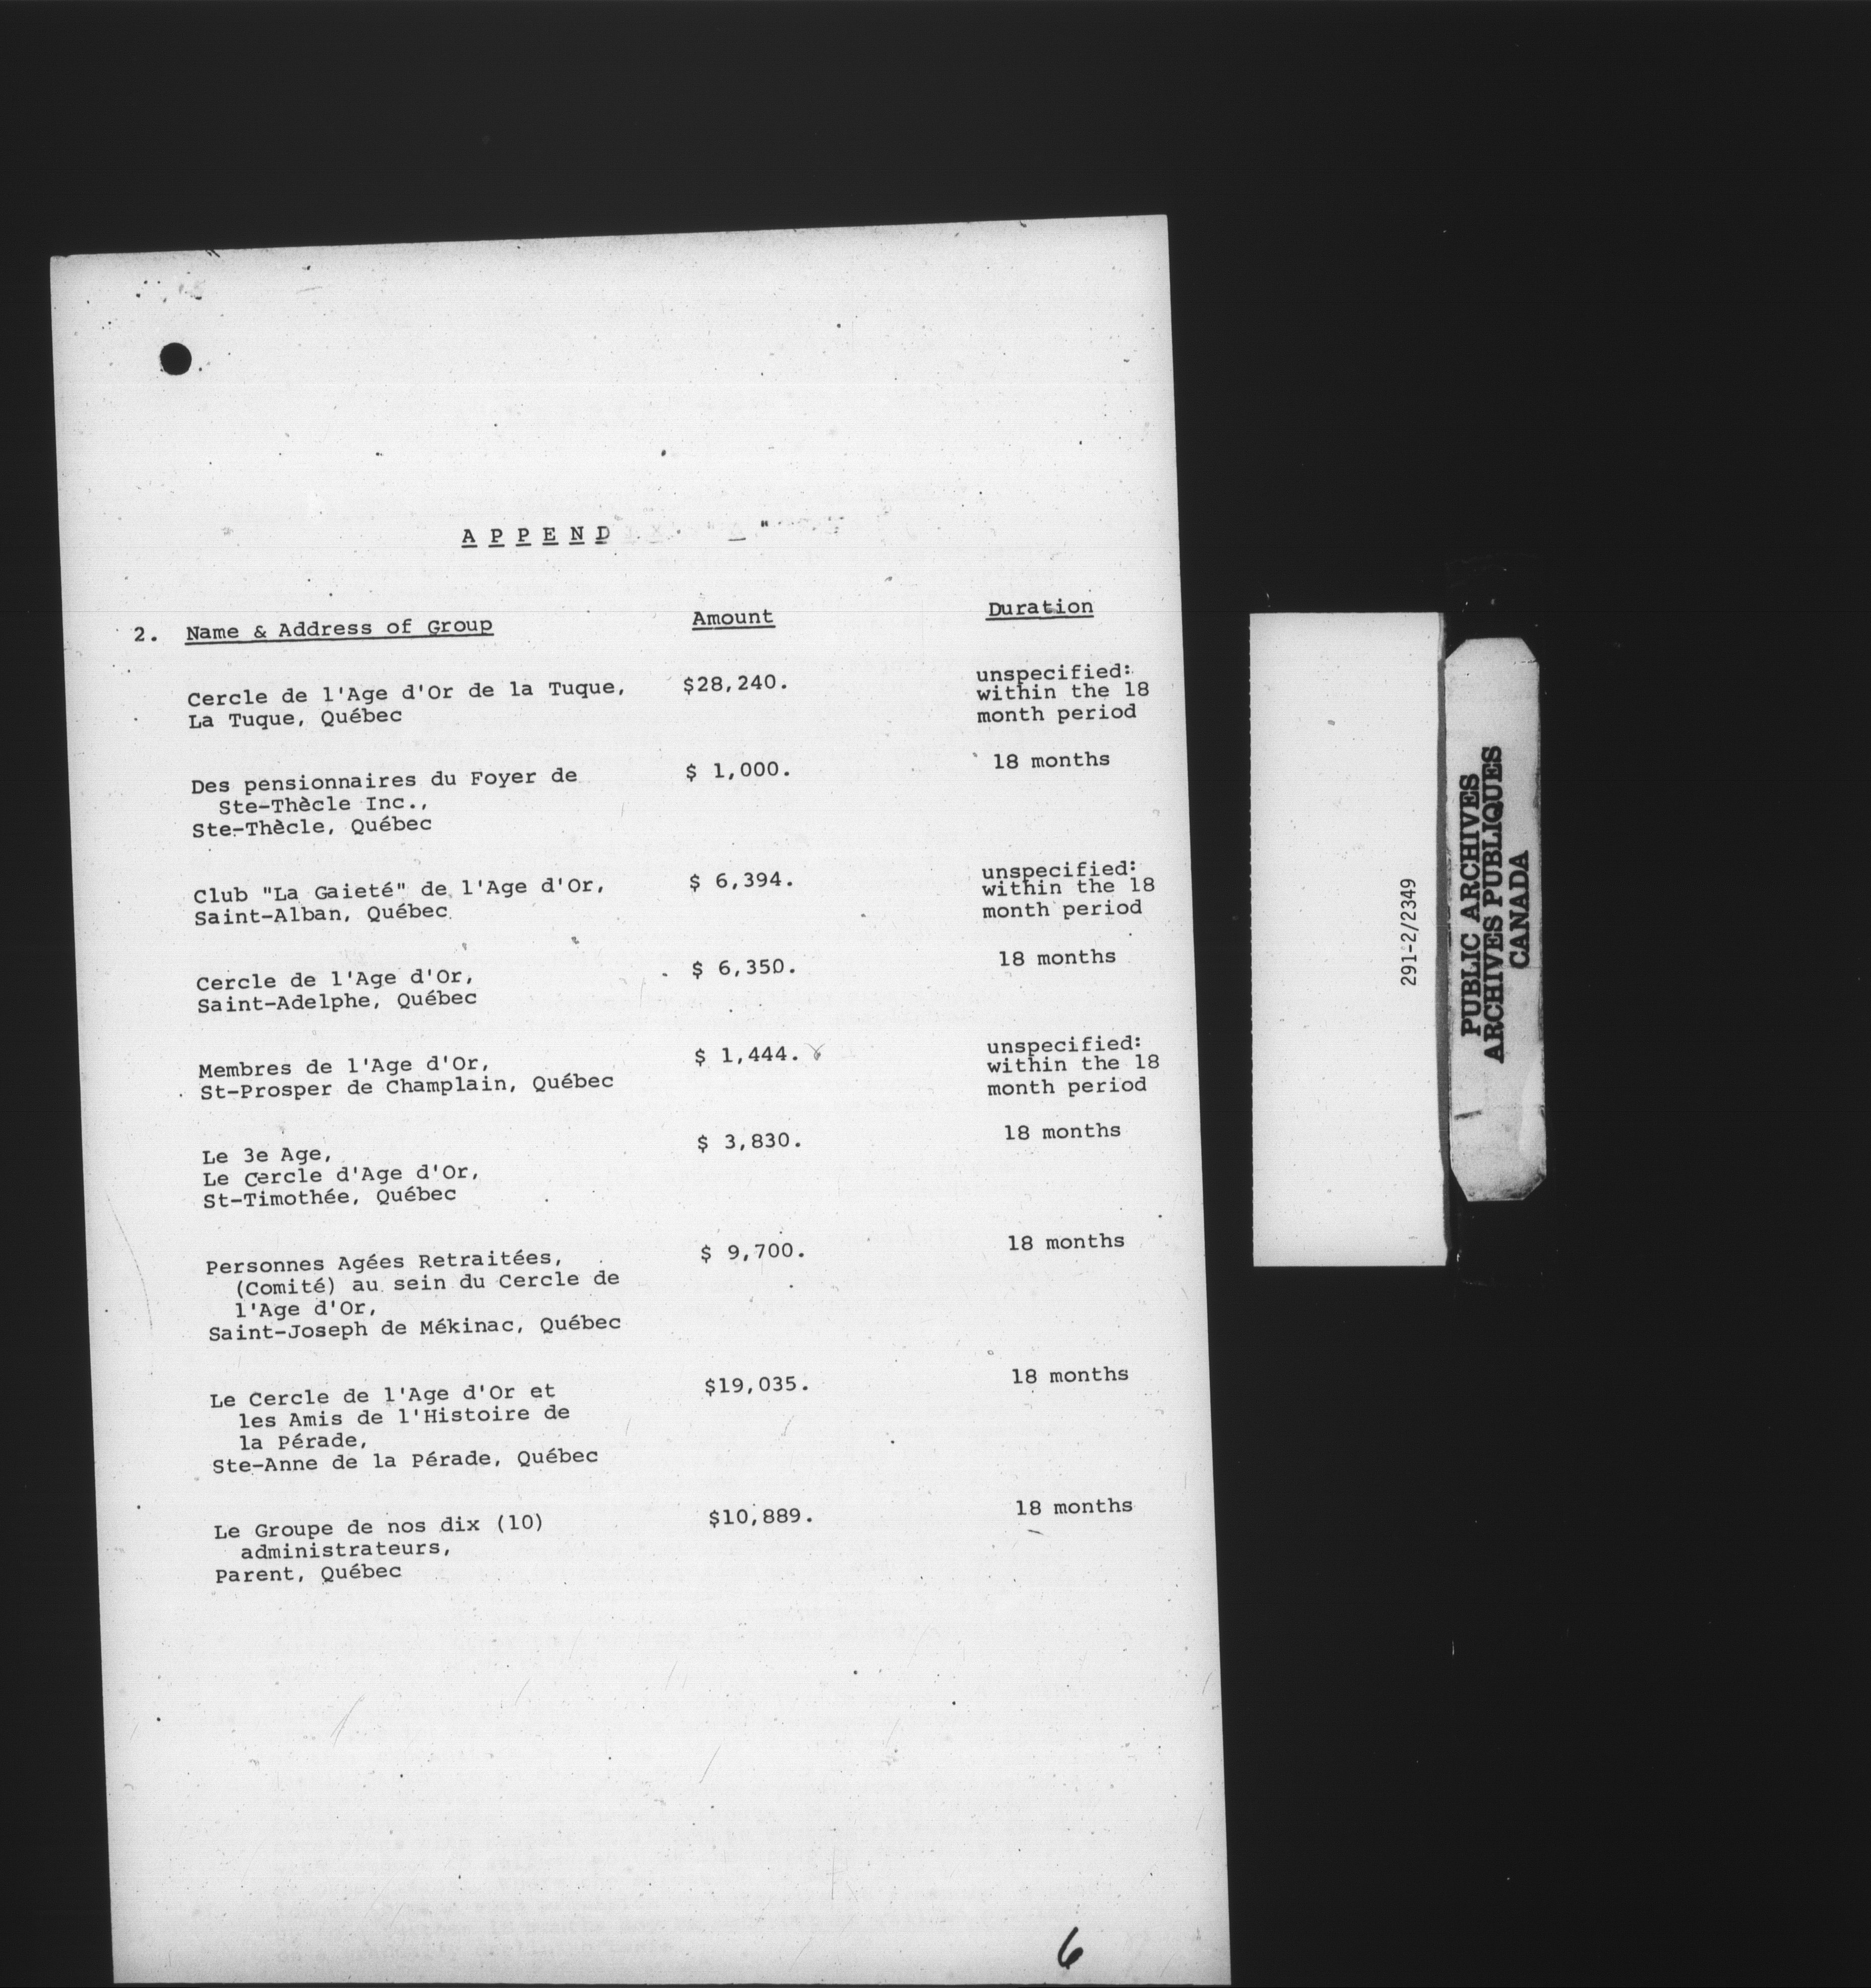 A P P E N D "
2. Name & Address of Group Amount Duration
Cercle de l'Age d'Or de la Tuque, $28,240. unspecified:
La Tuque, Québec within the 18
month period
Des pensionnaires du Foyer de $ 1,000. 18 months
Ste-Thècle Inc.,
Ste-Thècle, Québec
Club "La Gaieté" de l'Age d'Or, $ 6,394. unspecified:
Saint-Alban, Québec within the 18
month period
Cercle de l'Age d'Or, $ 6,350. 18 months
Saint-Adelphe, Québec
Membres de l'Age d'Or, $ 1,444. unspecified:
St-Prosper de Champlain, Québec within the 18
month period
Le 3e Age, $ 3,830. 18 months
Le Cercle d'Age d'Or,
St-Timothée, Québec
Personnes Agées Retraitées, $ 9,700. 18 months
(Comité) au sein du Cercle de
l'Age d'Or,
Saint-Joseph de Mékinac, Québec
Le Cercle de l'Age d'Or et $19,035. 18 months
les Amis de l'Histoire de
la Pérade,
Ste-Anne de la Pérade, Québec
Le Groupe de nos dix (10) $10,889. 18 months
administrateurs,
Parent, Québec
6
291-2/2349
PUBLIC ARCHIVES
ARCHIVES PUBLIQUES
CANADA